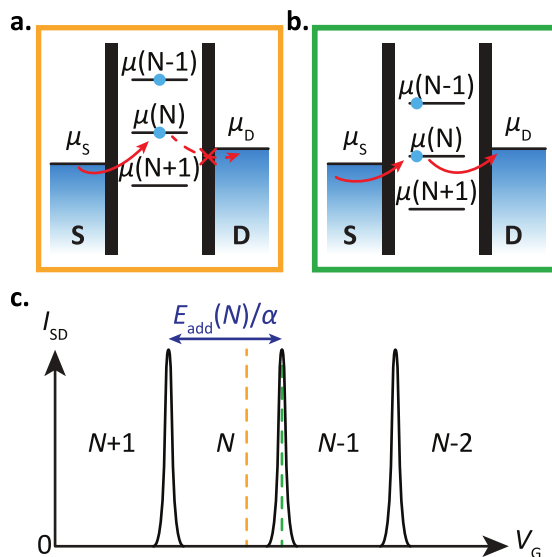 a.
μ(N-1)
μ(N)
μS
μD
μ(N+1)
S
D
b.
μ(N-1)
μS
μ(N)
μD
μ(N+1)
S
D
c.
Eadd(N)/α
ISD
N+1
N
N-1
N-2
0
VG